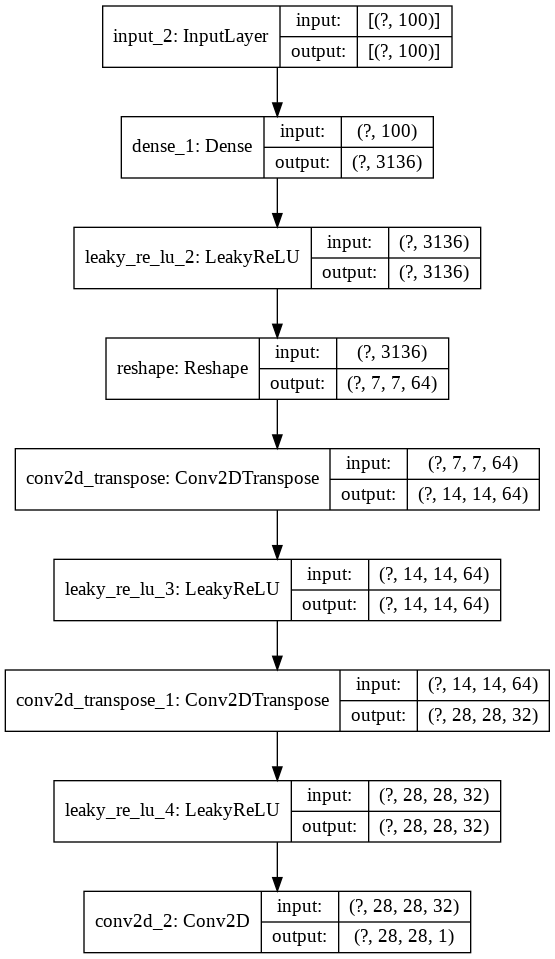 input_2: InputLayer
input: [(?, 100)]
output: [(?, 100)]
dense_1: Dense
input: (?, 100)
output: (?, 3136)
leaky_re_lu_2: LeakyReLU
input: (?, 3136)
output: (?, 3136)
reshape: Reshape
input: (?, 3136)
output: (?, 7, 7, 64)
conv2d_transpose: Conv2DTranspose
input: (?, 7, 7, 64)
output: (?, 14, 14, 64)
leaky_re_lu_3: LeakyReLU
input: (?, 14, 14, 64)
output: (?, 14, 14, 64)
conv2d_transpose_1: Conv2DTranspose
input: (?, 14, 14, 64)
output: (?, 28, 28, 32)
leaky_re_lu_4: LeakyReLU
input: (?, 28, 28, 32)
output: (?, 28, 28, 32)
conv2d_2: Conv2D
input: (?, 28, 28, 32)
output: (?, 28, 28, 1)